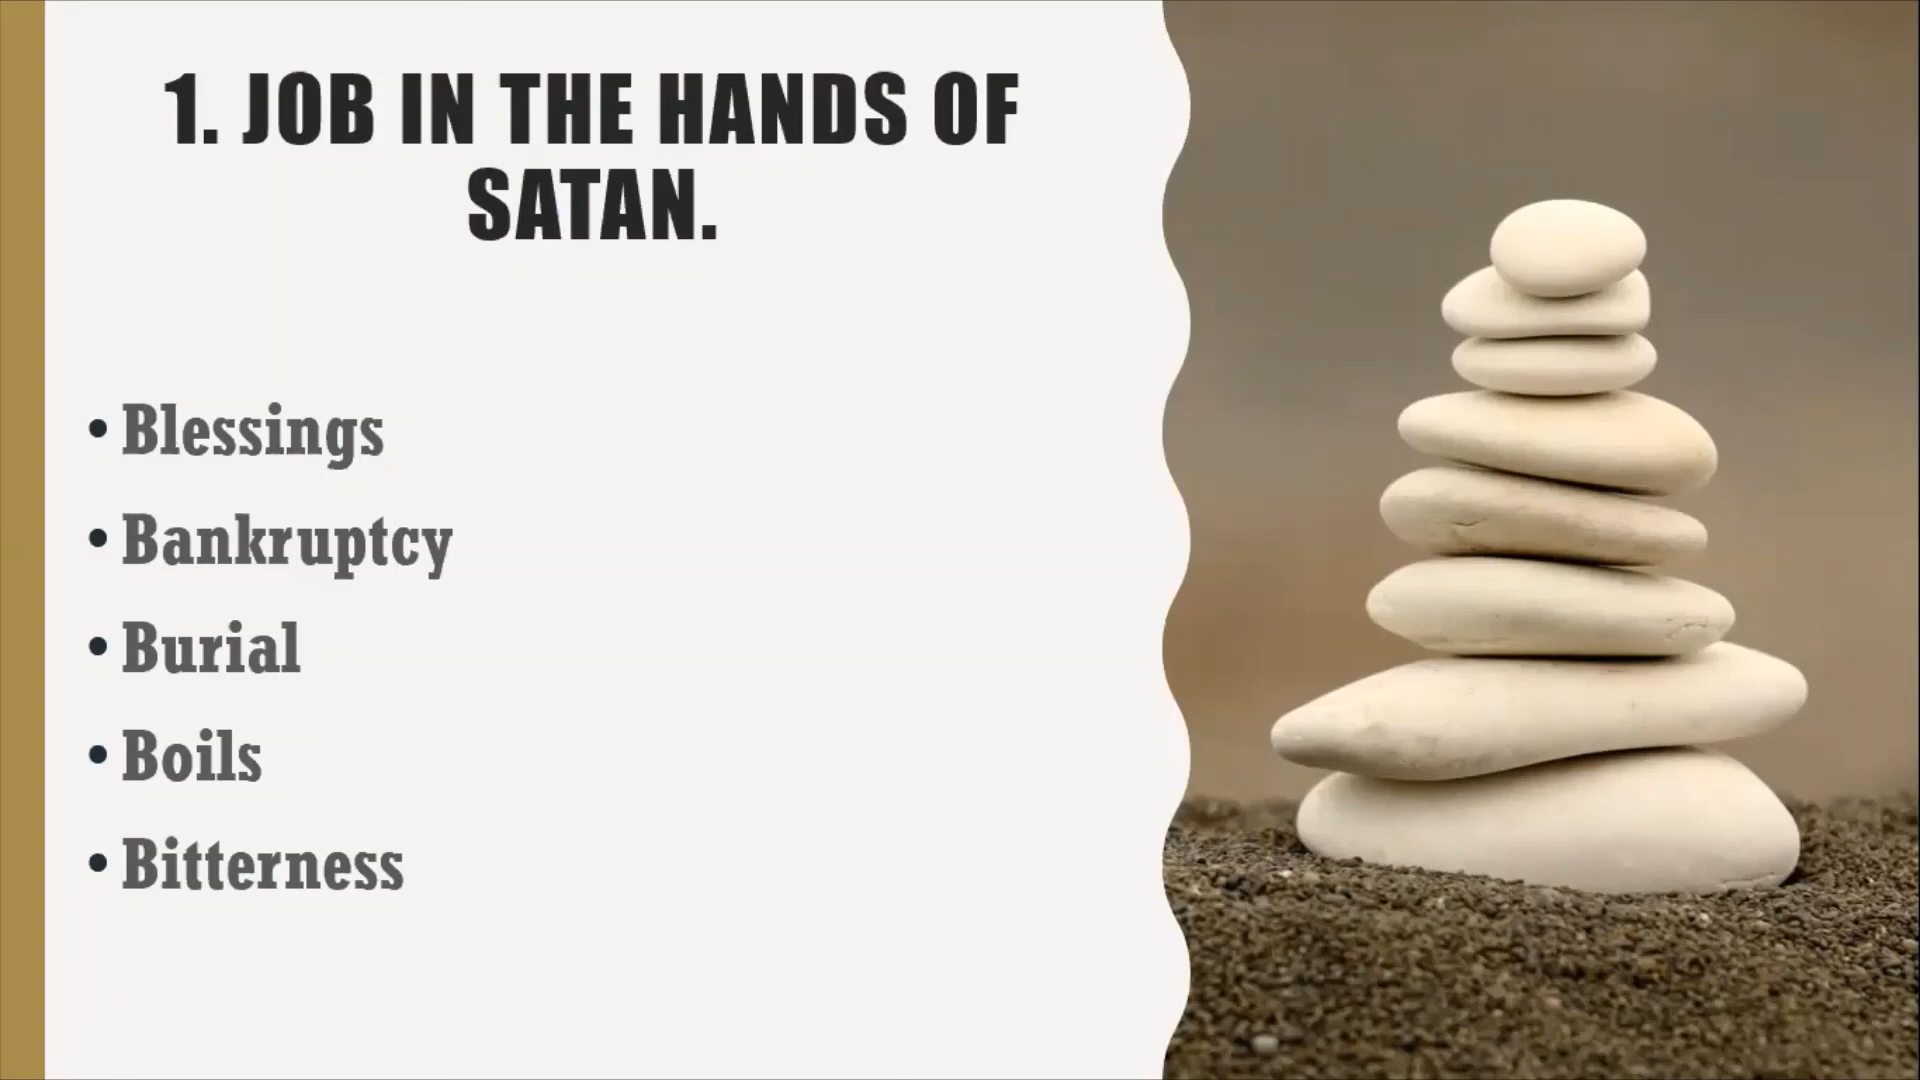 1. JOB IN THE HANDS OF
SATAN.
• Blessings
• Bankruptcy
• Burial
• Boils
• Bitterness